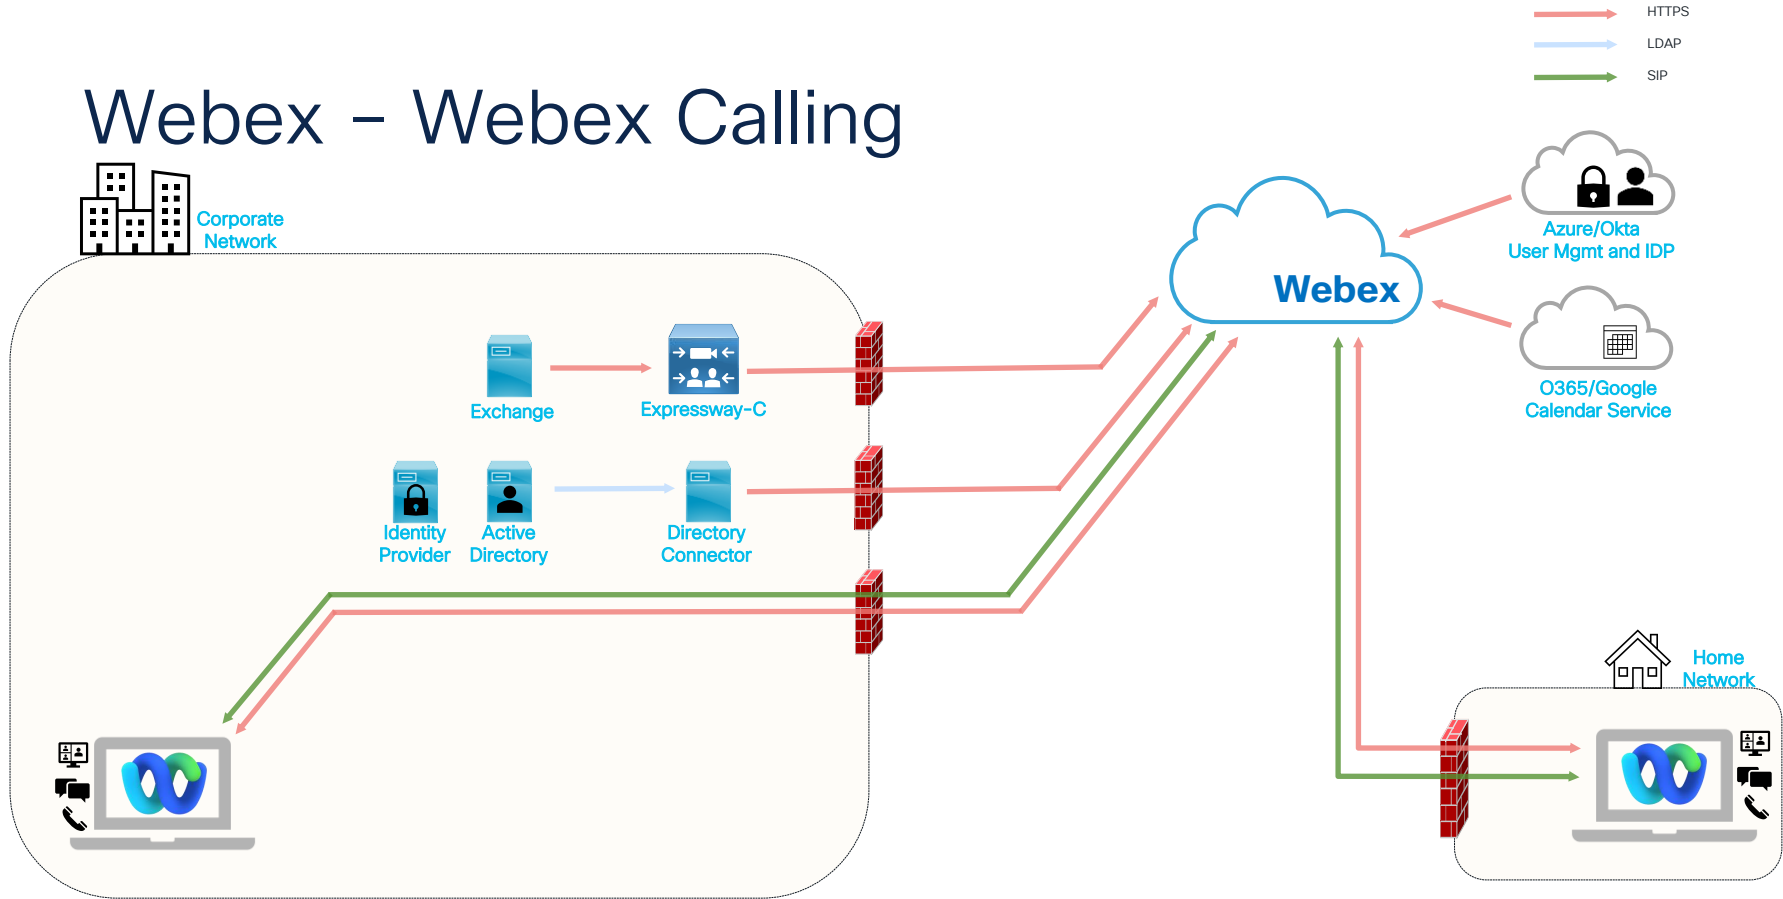 HTTPS
LDAP
SIP
Webex – Webex Calling
Corporate
Network
Azure/Okta
User Mgmt and IDP
Webex
O365/Google
Calendar Service
Exchange
Expressway-C
Identity
Provider
Active
Directory
Directory
Connector
Home
Network